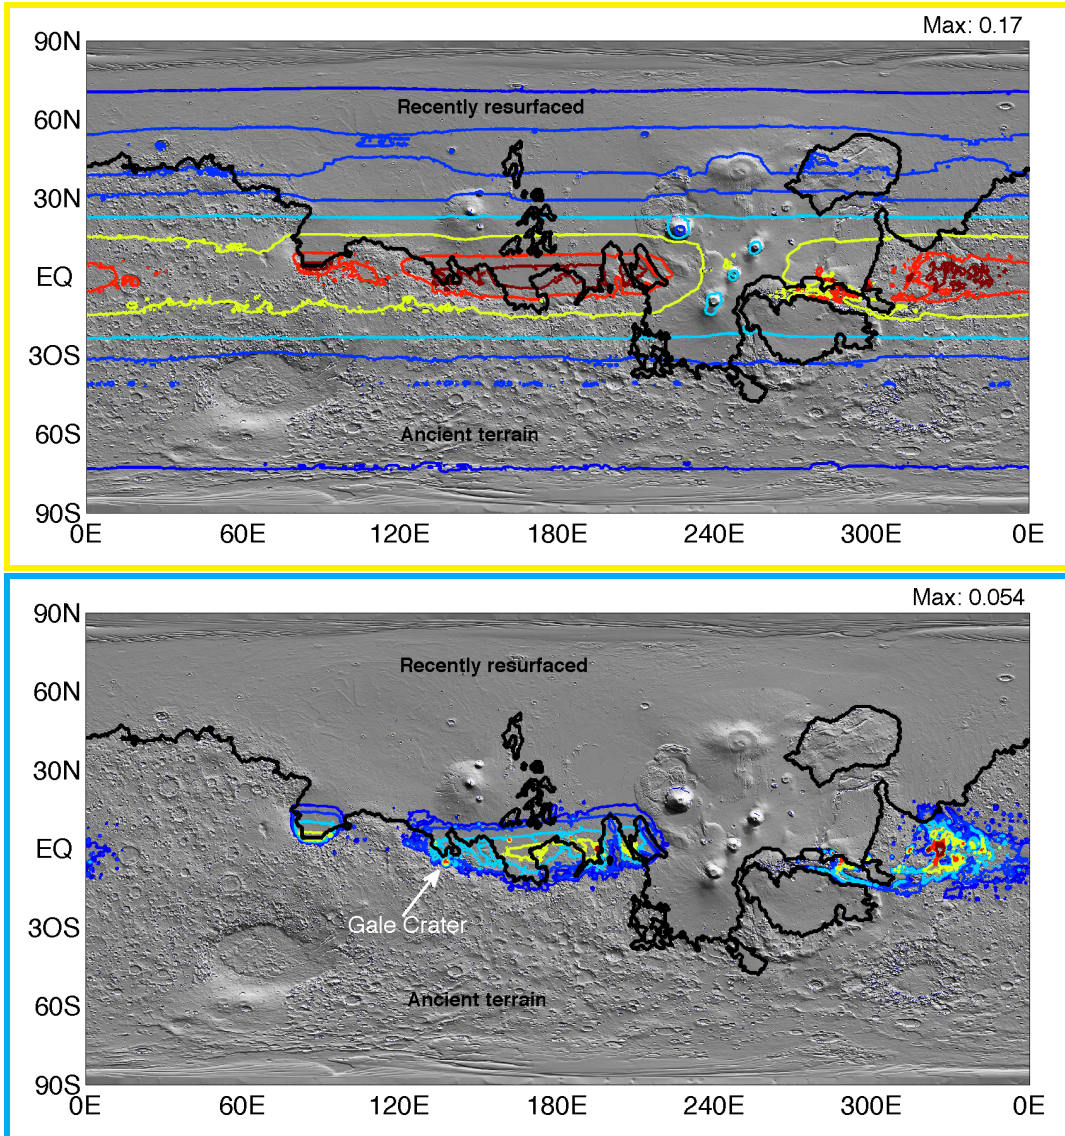 Max: 0.17
90N
Recently resurfaced
60N
30N
EQ
30S
Ancient terrain
60S
90S
0E 60E 120E 180E 240E 300E 0E
Max: 0.054
90N
Recently resurfaced
60N
30N
EQ
Gale Crater
30S
Ancient terrain
60S
90S
0E 60E 120E 180E 240E 300E 0E